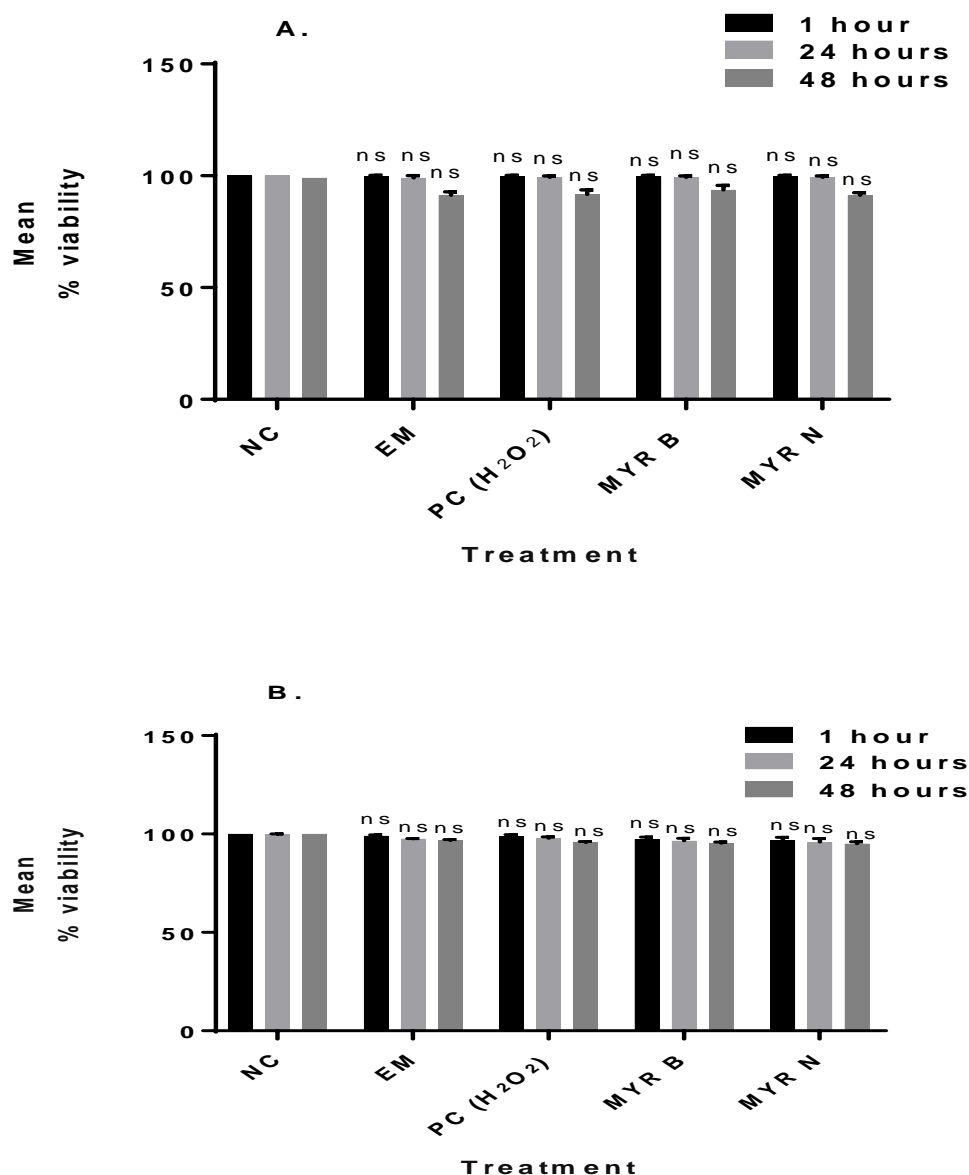 A.
1 hour
24 hours
48 hours
150
100
50
0
Mean
% viability
ns ns ns ns ns ns ns ns ns ns ns ns
NC
EM
PC (H₂O₂)
MYR B
MYR N
Treatment
B.
1 hour
24 hours
48 hours
150
100
50
0
Mean
% viability
ns ns ns ns ns ns ns ns ns ns ns ns
NC
EM
PC (H₂O₂)
MYR B
MYR N
Treatment